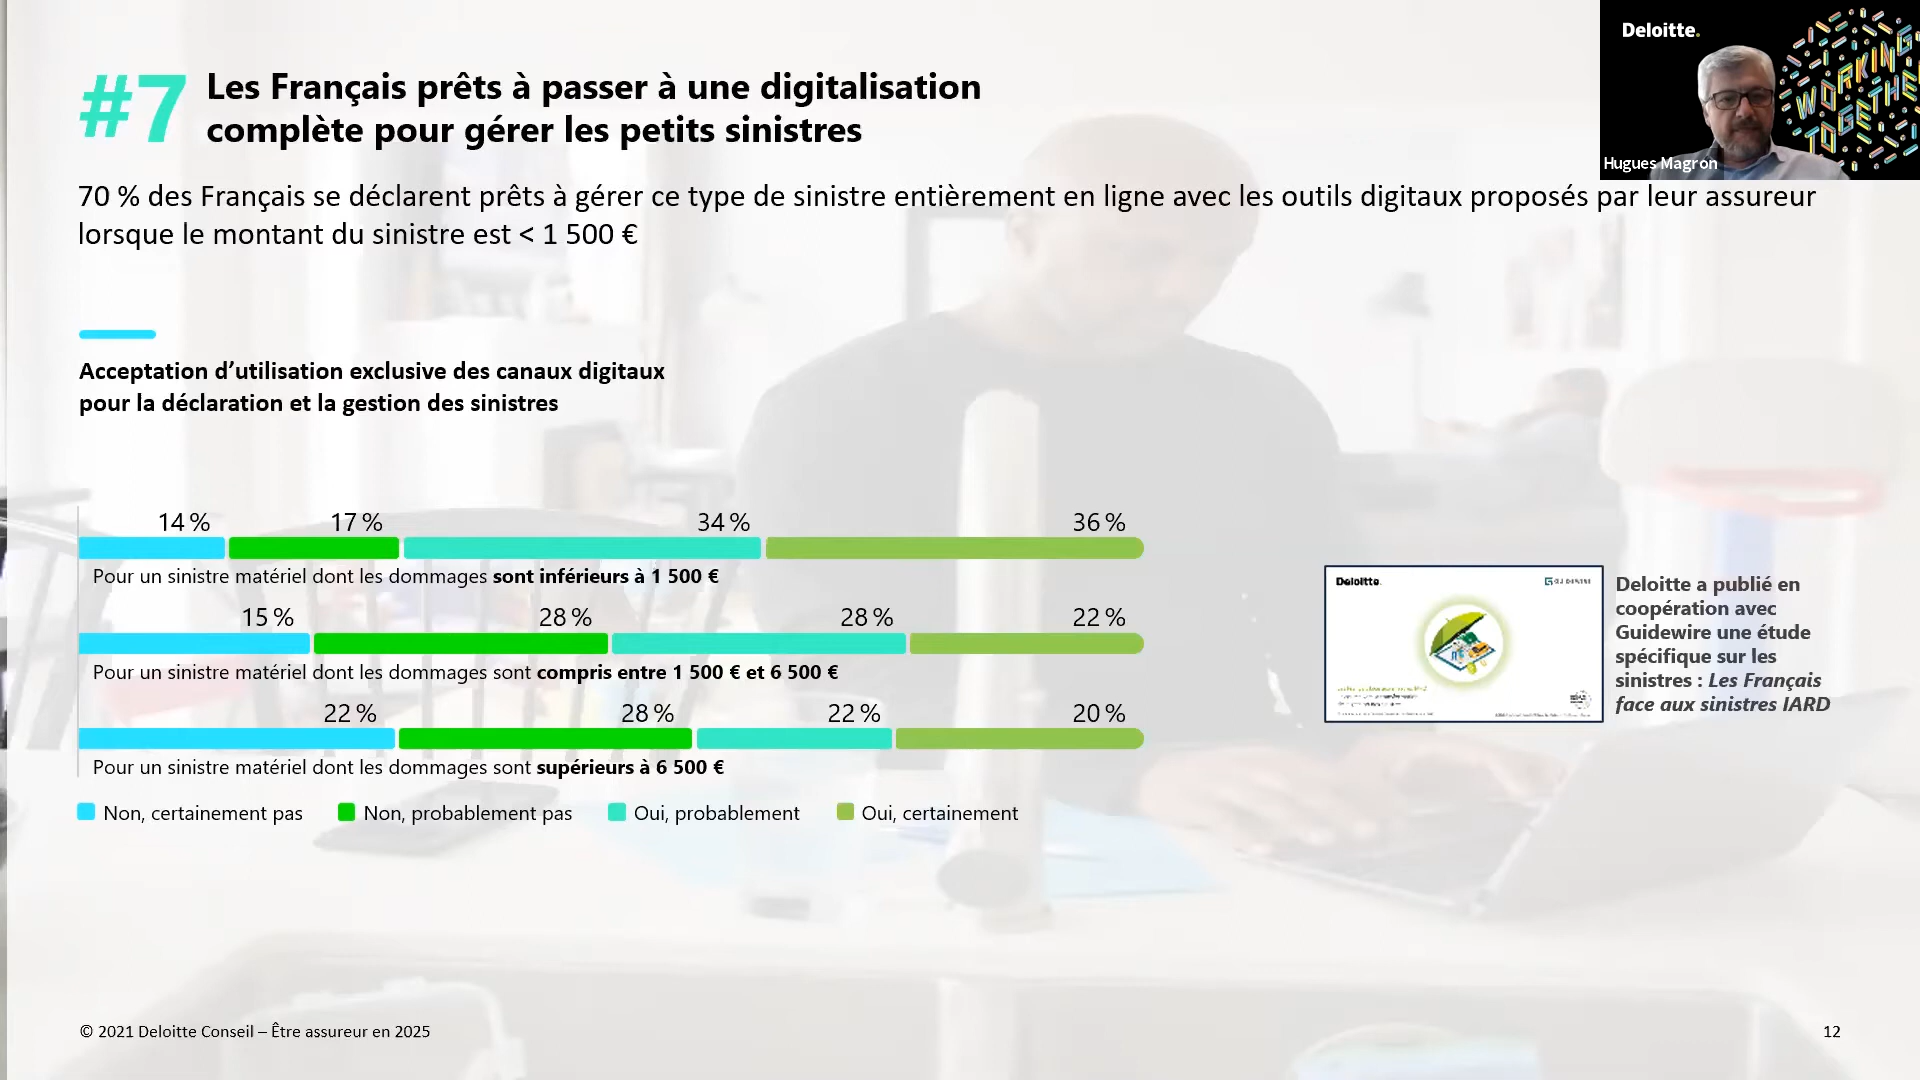 Deloitte.
WORKING
TOGETHER
Hugues Magron
#7
Les Français prêts à passer à une digitalisation
complète pour gérer les petits sinistres
70 % des Français se déclarent prêts à gérer ce type de sinistre entièrement en ligne avec les outils digitaux proposés par leur assureur
lorsque le montant du sinistre est < 1 500 €
Acceptation d’utilisation exclusive des canaux digitaux
pour la déclaration et la gestion des sinistres
14 % 17 % 34 % 36 %
Pour un sinistre matériel dont les dommages sont inférieurs à 1 500 €
15 % 28 % 28 % 22 %
Pour un sinistre matériel dont les dommages sont compris entre 1 500 € et 6 500 €
22 % 28 % 22 % 20 %
Pour un sinistre matériel dont les dommages sont supérieurs à 6 500 €
Non, certainement pas Non, probablement pas Oui, probablement Oui, certainement
Deloitte. GUIDEWIRE
Deloitte a publié en
coopération avec
Guidewire une étude
spécifique sur les
sinistres : Les Français
face aux sinistres IARD
© 2021 Deloitte Conseil – Être assureur en 2025
12